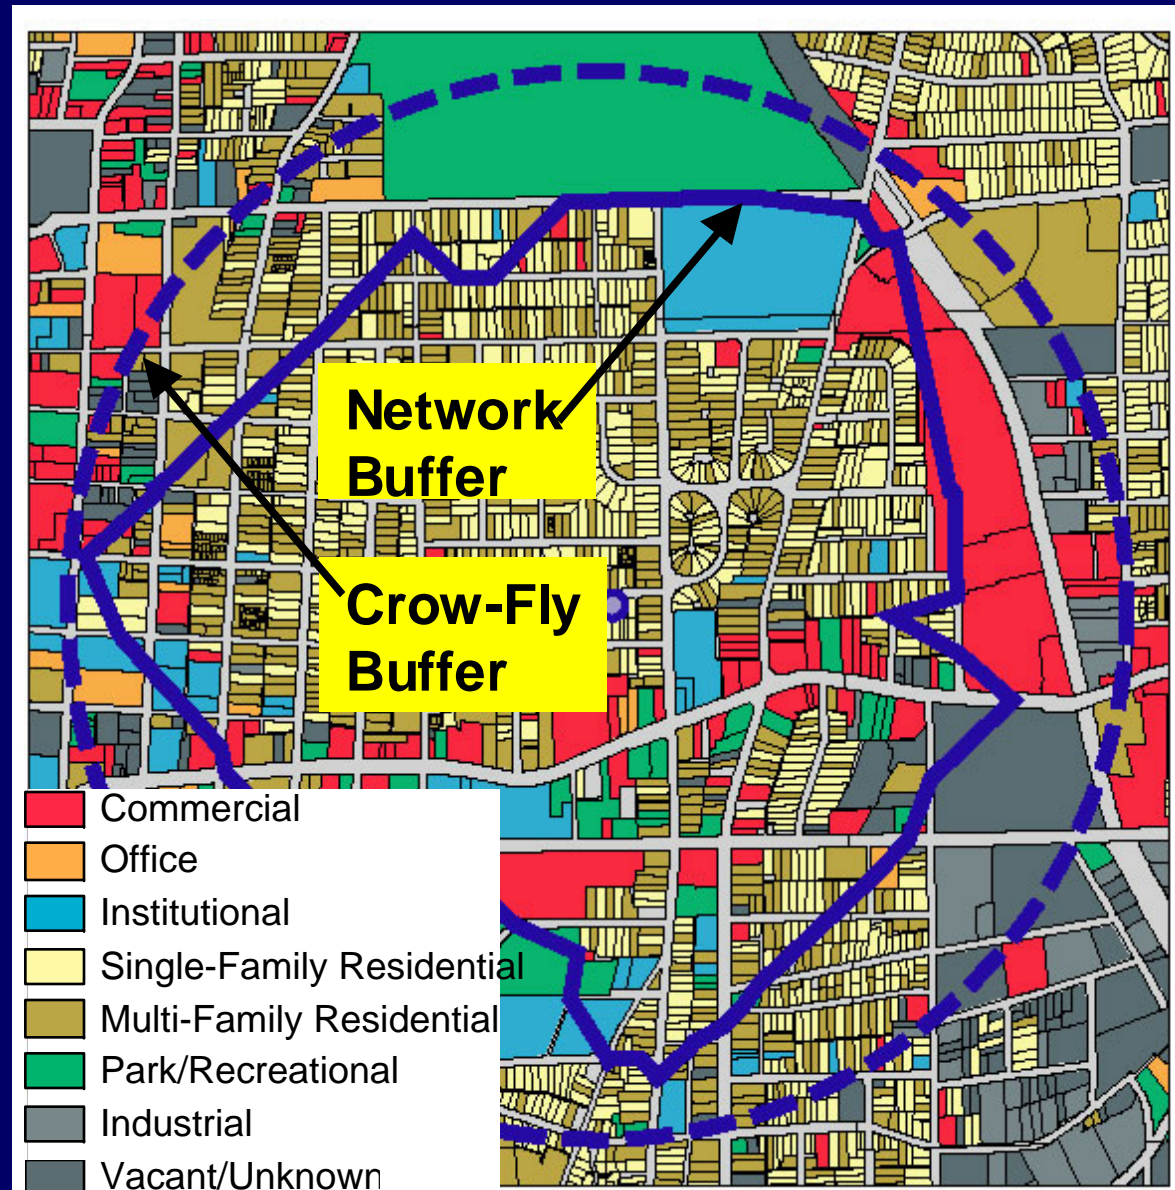 Network
Buffer
Crow-Fly
Buffer
Commercial
Office
Institutional
Single-Family Residential
Multi-Family Residential
Park/Recreational
Industrial
Vacant/Unknown